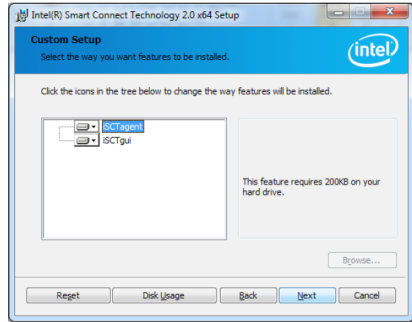 Intel(R) Smart Connect Technology 2.0 x64 Setup
Custom Setup
Select the way you want features to be installed.
intel
Click the icons in the tree below to change the way features will be installed.
iSCTagent
iSCTgui
This feature requires 200KB on your
hard drive.
Browse...
Reset
Disk Usage
Back
Next
Cancel